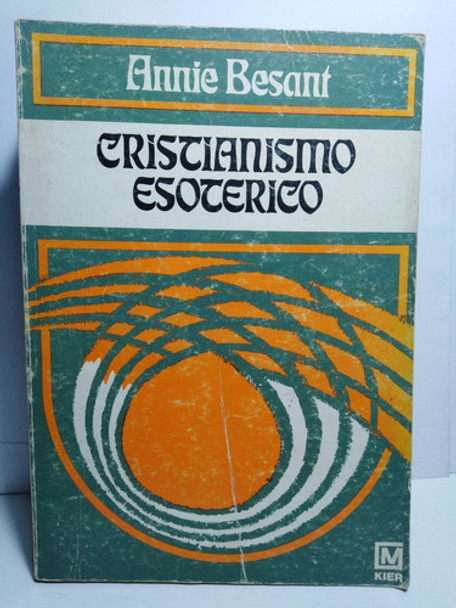 Annie Besant
CRISTIANISMO
ESOTERICO
M
KIER